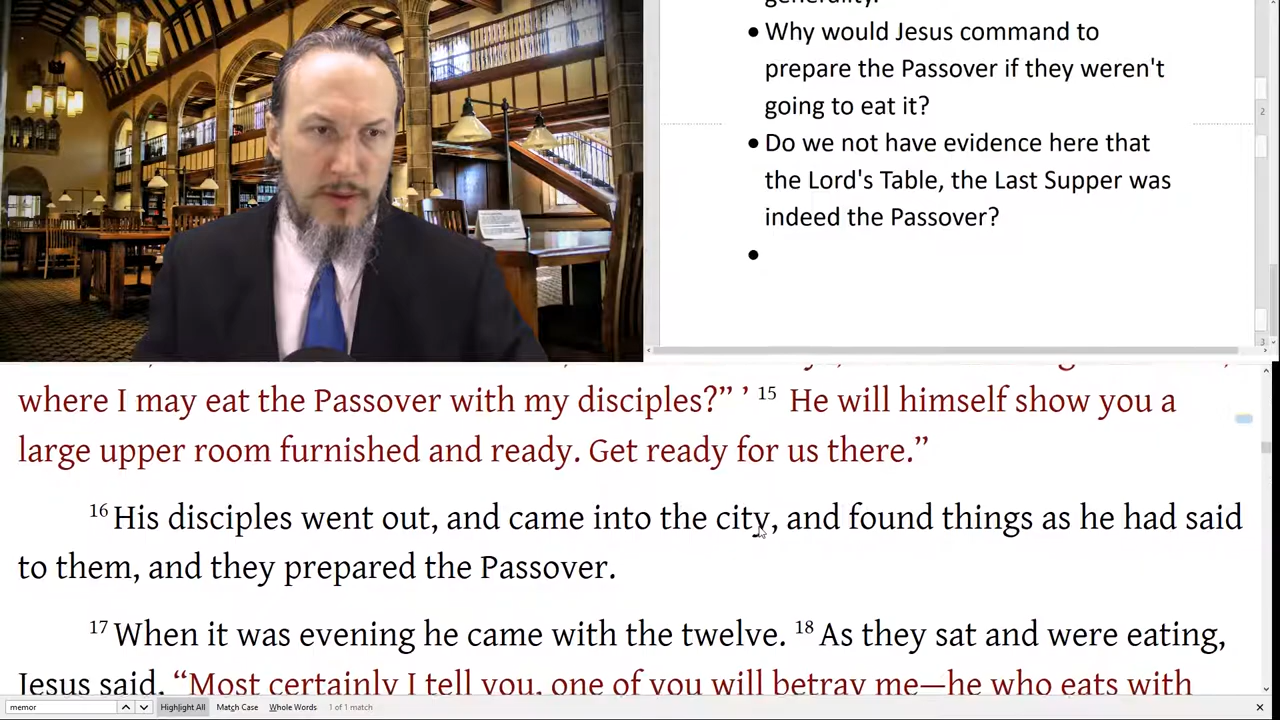 generality.
• Why would Jesus command to
prepare the Passover if they weren't
going to eat it?
• Do we not have evidence here that
the Lord's Table, the Last Supper was
indeed the Passover?
•
2
3
where I may eat the Passover with my disciples?” ’ 15 He will himself show you a
large upper room furnished and ready. Get ready for us there.”
16 His disciples went out, and came into the city, and found things as he had said
to them, and they prepared the Passover.
17 When it was evening he came with the twelve. 18 As they sat and were eating,
Jesus said, “Most certainly I tell you, one of you will betray me—he who eats with
memor Highlight All Match Case Whole Words 1 of 1 match